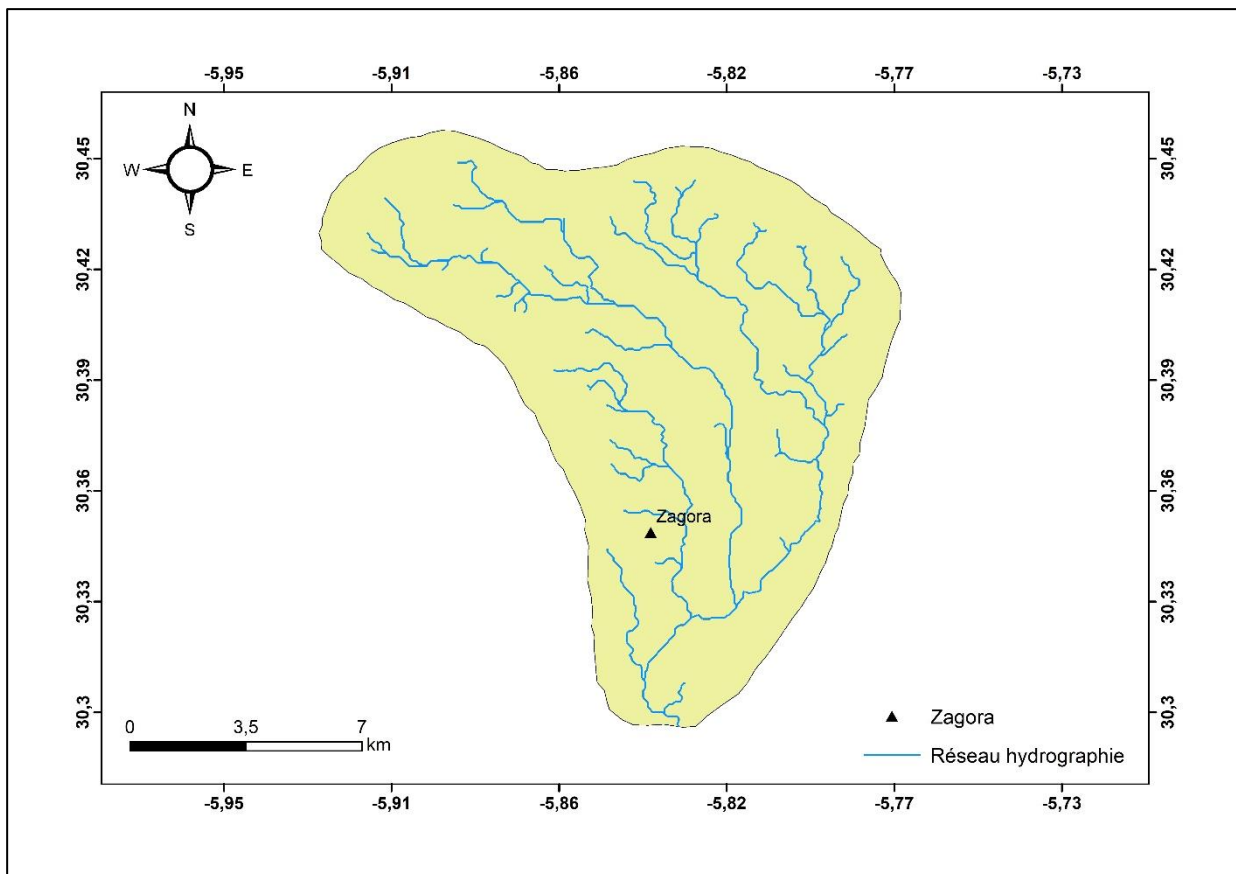 -5,95 -5,91 -5,86 -5,82 -5,77 -5,73
N
W E
S
30,45 30,45
30,42 30,42
30,39 30,39
30,36 30,36
Zagora
30,33 30,33
30,3 30,3
0 3,5 7
km
Zagora
Réseau hydrographie
-5,95 -5,91 -5,86 -5,82 -5,77 -5,73